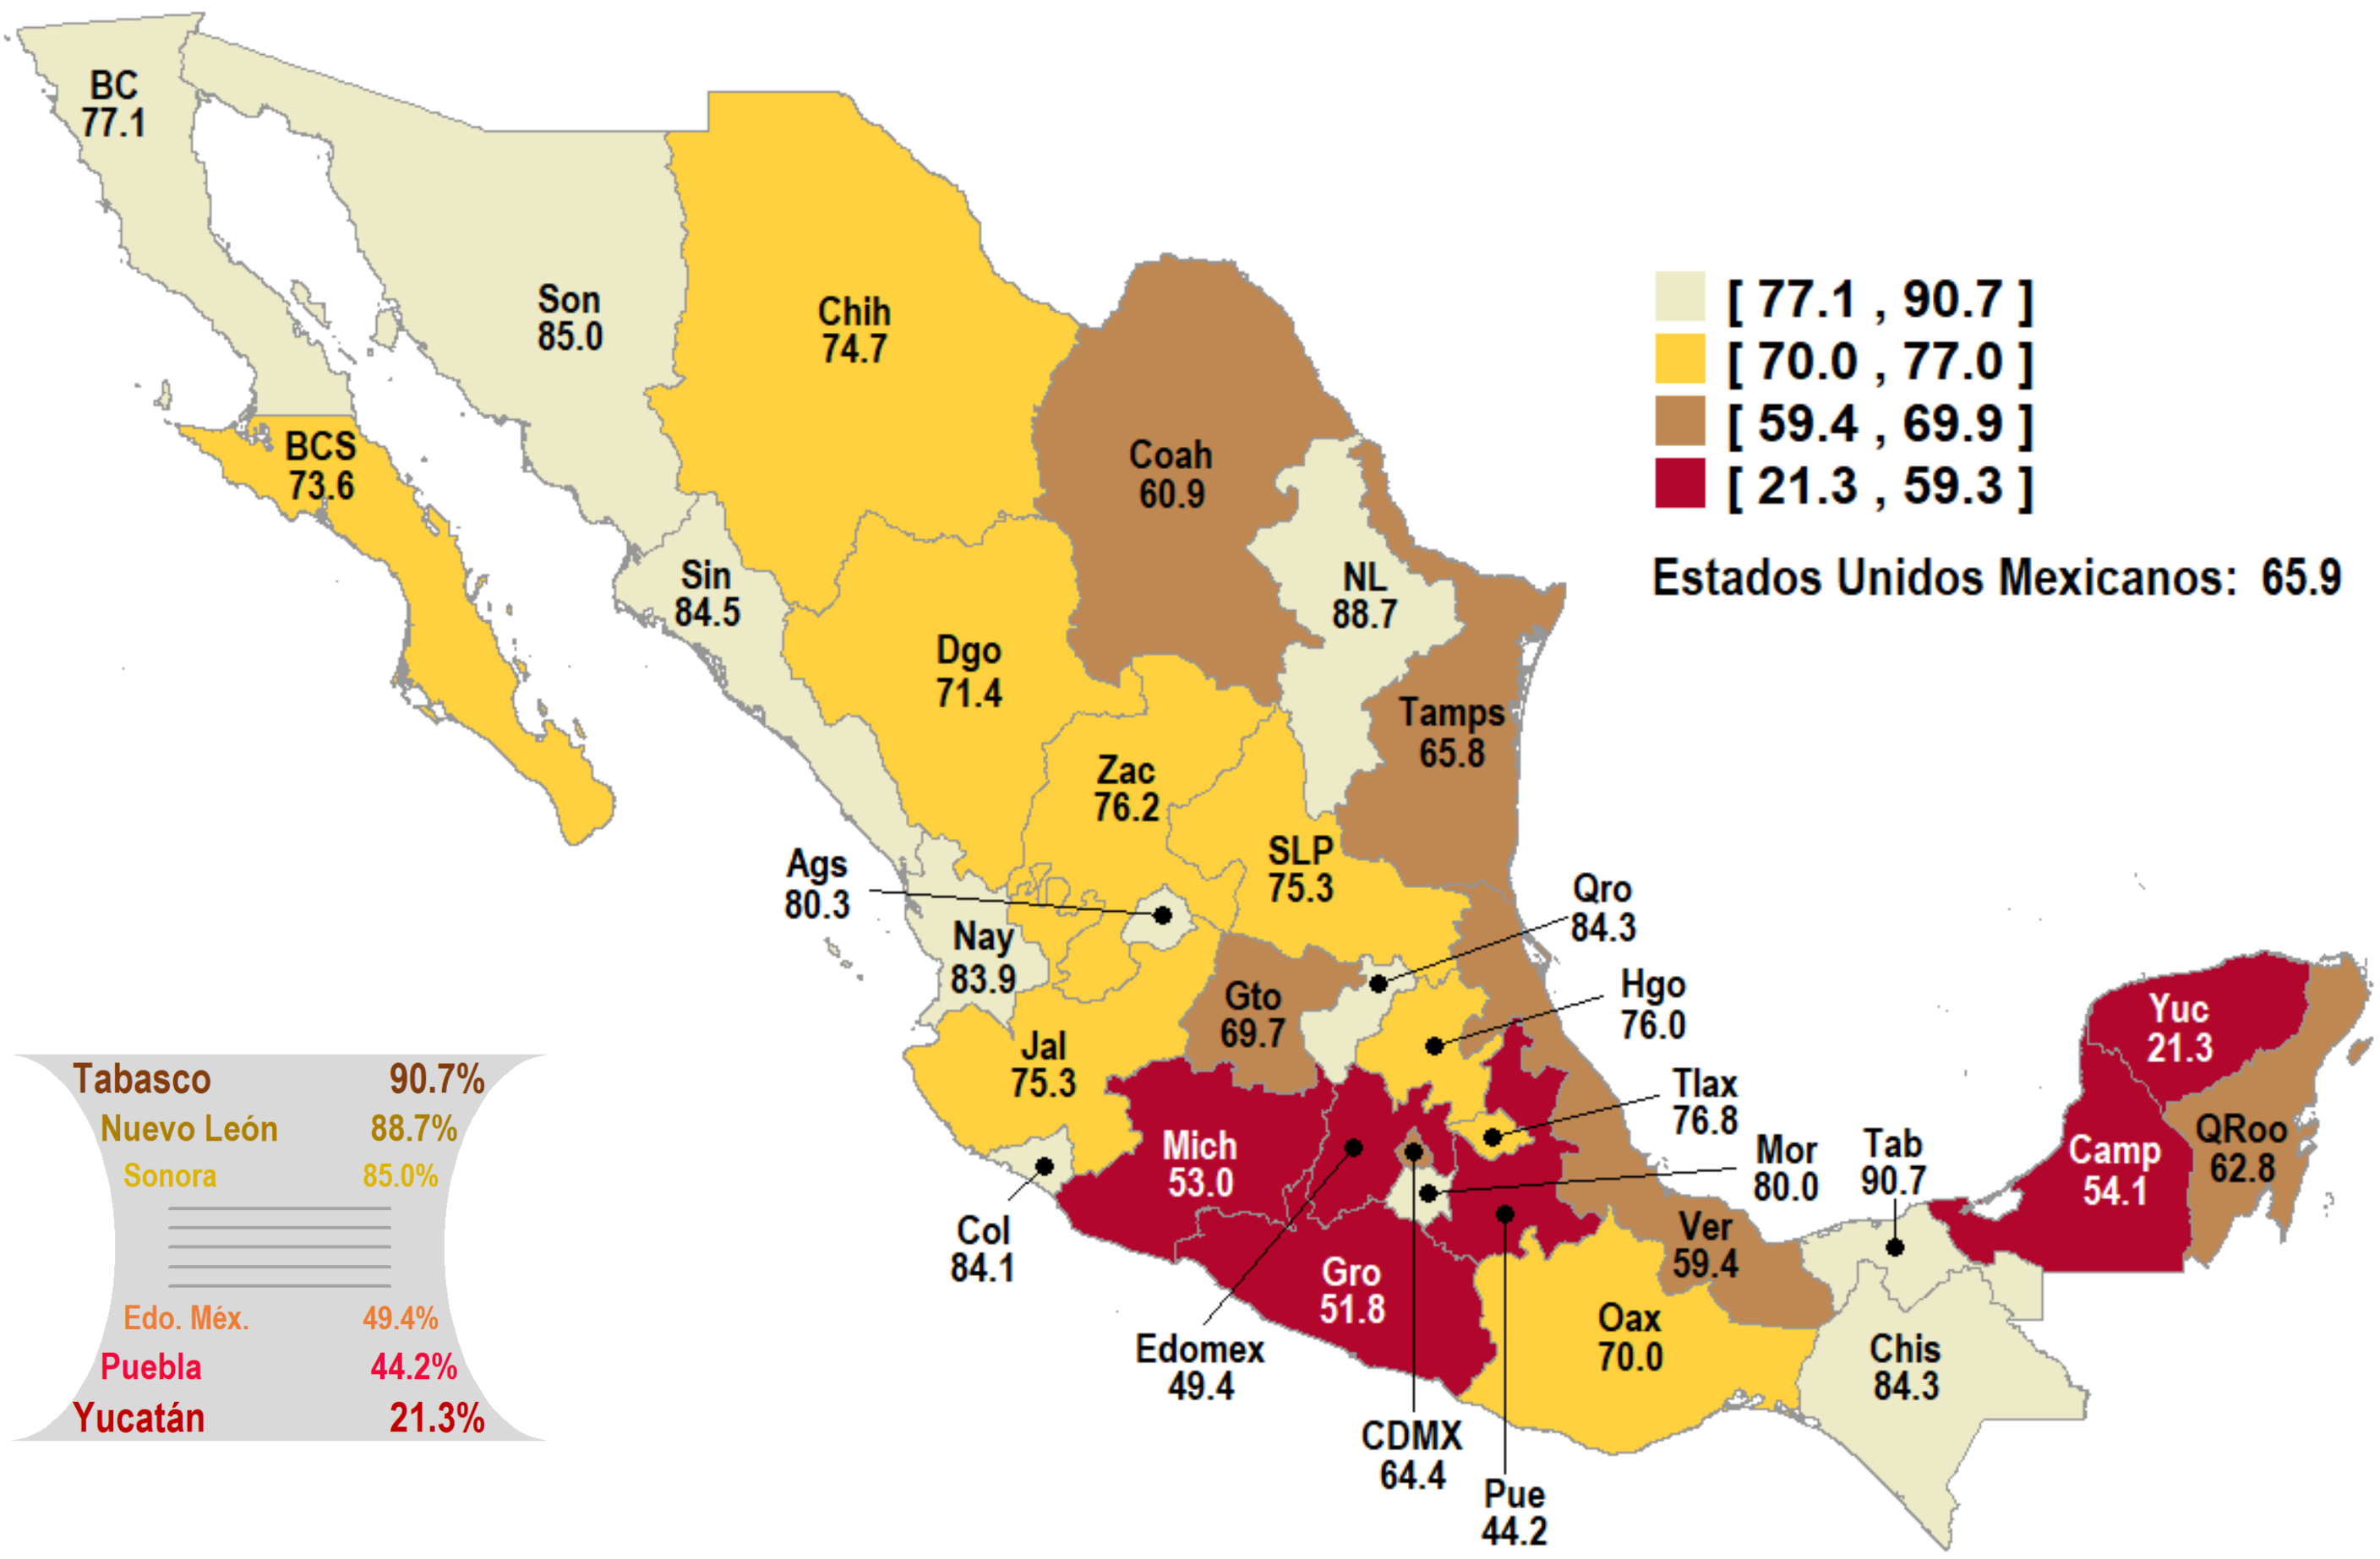 BC
77.1
Son
85.0
Chih
74.7
BCS
73.6
Coah
60.9
Sin
84.5
NL
88.7
Dgo
71.4
Tamps
65.8
Zac
76.2
SLP
75.3
Ags
80.3
Nay
83.9
Qro
84.3
Gto
69.7
Hgo
76.0
Jal
75.3
Tlax
76.8
Mich
53.0
Mor
80.0
Tab
90.7
Yuc
21.3
QRoo
62.8
Camp
54.1
Col
84.1
Gro
51.8
Ver
59.4
Edomex
49.4
Oax
70.0
Chis
84.3
CDMX
64.4
Pue
44.2
[ 77.1 , 90.7 ]
[ 70.0 , 77.0 ]
[ 59.4 , 69.9 ]
[ 21.3 , 59.3 ]
Estados Unidos Mexicanos: 65.9
Tabasco 90.7%
Nuevo León 88.7%
Sonora 85.0%
Edo. Méx. 49.4%
Puebla 44.2%
Yucatán 21.3%